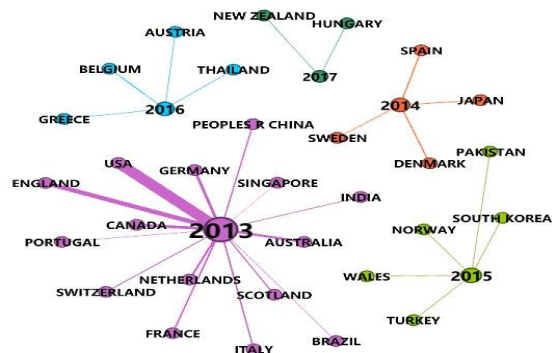 NEW ZEALAND
HUNGARY
AUSTRIA
SPAIN
BELGIUM
THAILAND
2017
JAPAN
2016
2014
GREECE
PEOPLES R CHINA
SWEDEN
PAKISTAN
USA
GERMANY
DENMARK
ENGLAND
SINGAPORE
INDIA
SOUTH KOREA
CANADA
2013
NORWAY
PORTUGAL
AUSTRALIA
WALES
2015
NETHERLANDS
SWITZERLAND
SCOTLAND
TURKEY
FRANCE
BRAZIL
ITALY